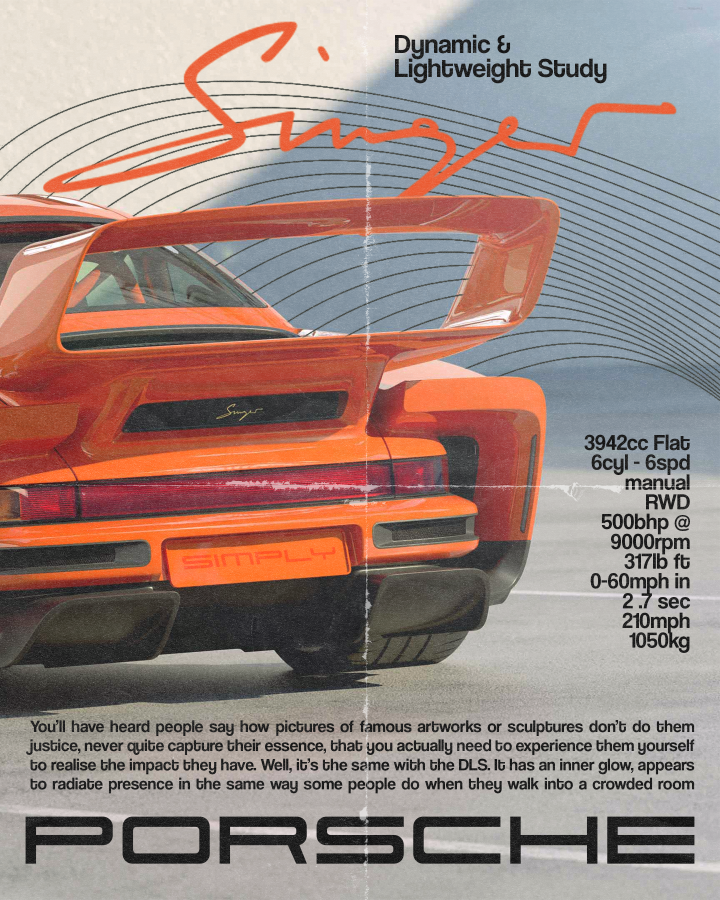 Dynamic &
Lightweight Study
Singer
Singer
SIMPLY
3942cc Flat
6cyl - 6spd
manual
RWD
500bhp @
9000rpm
317lb ft
0-60mph in
2 .7 sec
210mph
1050kg
You'll have heard people say how pictures of famous artworks or sculptures don't do them
justice, never quite capture their essence, that you actually need to experience them yourself
to realise the impact they have. Well, it's the same with the DLS. It has an inner glow, appears
to radiate presence in the same way some people do when they walk into a crowded room
PORSCHE